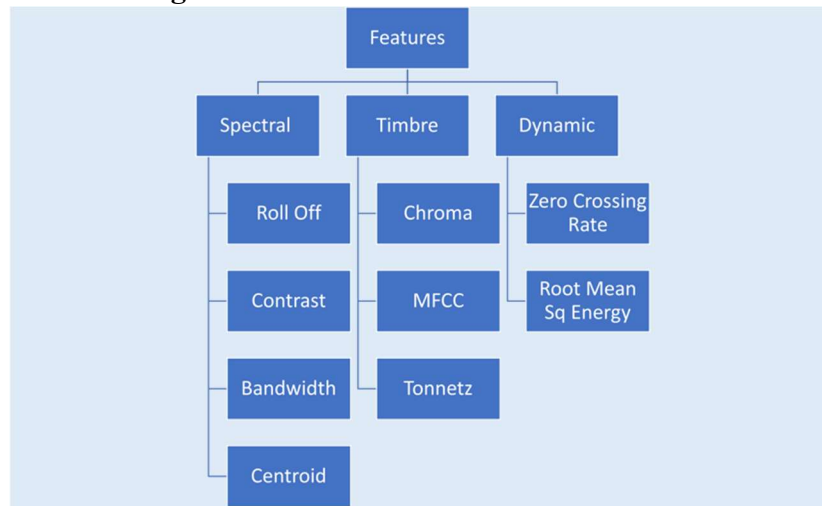 Features
Spectral
Timbre
Dynamic
Roll Off
Chroma
Zero Crossing
Rate
Contrast
MFCC
Root Mean
Sq Energy
Bandwidth
Tonnetz
Centroid